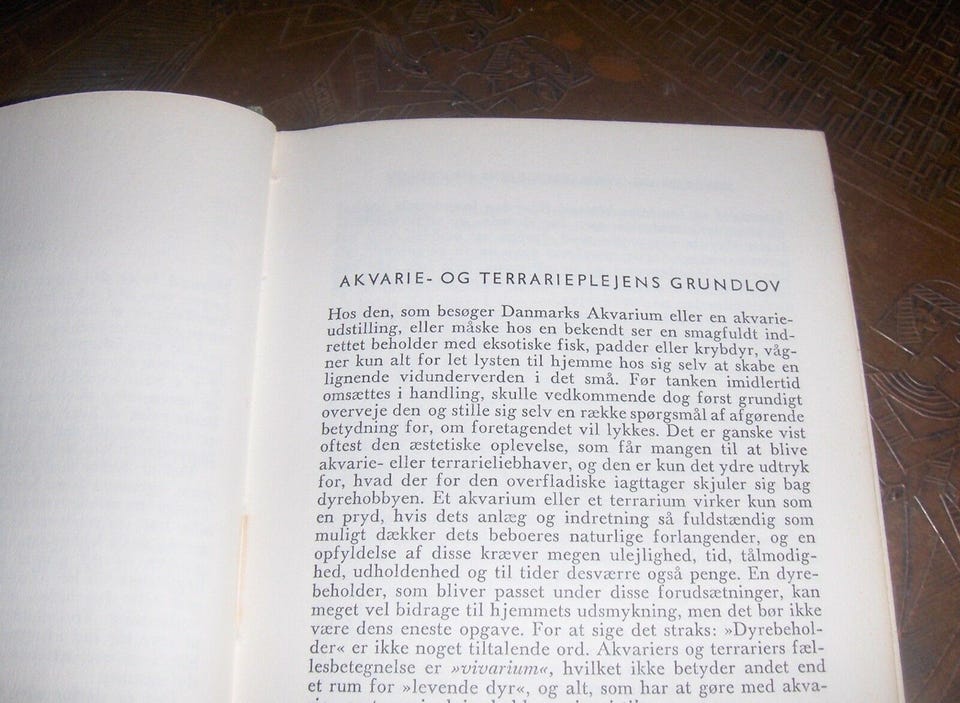 AKVARIE- OG TERRARIEPLEJENS GRUNDLOV
Hos den, som besøger Danmarks Akvarium eller en akvarie-
udstilling, eller måske hos en bekendt ser en smagfuldt ind-
rettet beholder med eksotiske fisk, padder eller krybdyr, våg-
ner kun alt for let lysten til hjemme hos sig selv at skabe en
lignende vidunderverden i det små. Før tanken imidlertid
omsættes i handling, skulle vedkommende dog først grundigt
overveje den og stille sig selv en række spørgsmål af afgørende
betydning for, om foretagendet vil lykkes. Det er ganske vist
oftest den æstetiske oplevelse, som får mangen til at blive
akvarie- eller terrarieliebhaver, og den er kun det ydre udtryk
for, hvad der for den overfladiske iagttager skjuler sig bag
dyrehobbyen. Et akvarium eller et terrarium virker kun som
en pryd, hvis dets anlæg og indretning så fuldstændig som
muligt dækker dets beboeres naturlige forlangender, og en
opfyldelse af disse kræver megen ulejlighed, tid, tålmodig-
hed, udholdenhed og til tider desværre også penge. En dyre-
beholder, som bliver passet under disse forudsætninger, kan
meget vel bidrage til hjemmets udsmykning, men det bør ikke
være dens eneste opgave. For at sige det straks: »Dyrebehol-
der« er ikke noget tiltalende ord. Akvariers og terrariers fæl-
lesbetegnelse er »vivarium«, hvilket ikke betyder andet end
et rum for »levende dyr«, og alt, som har at gøre med akva-